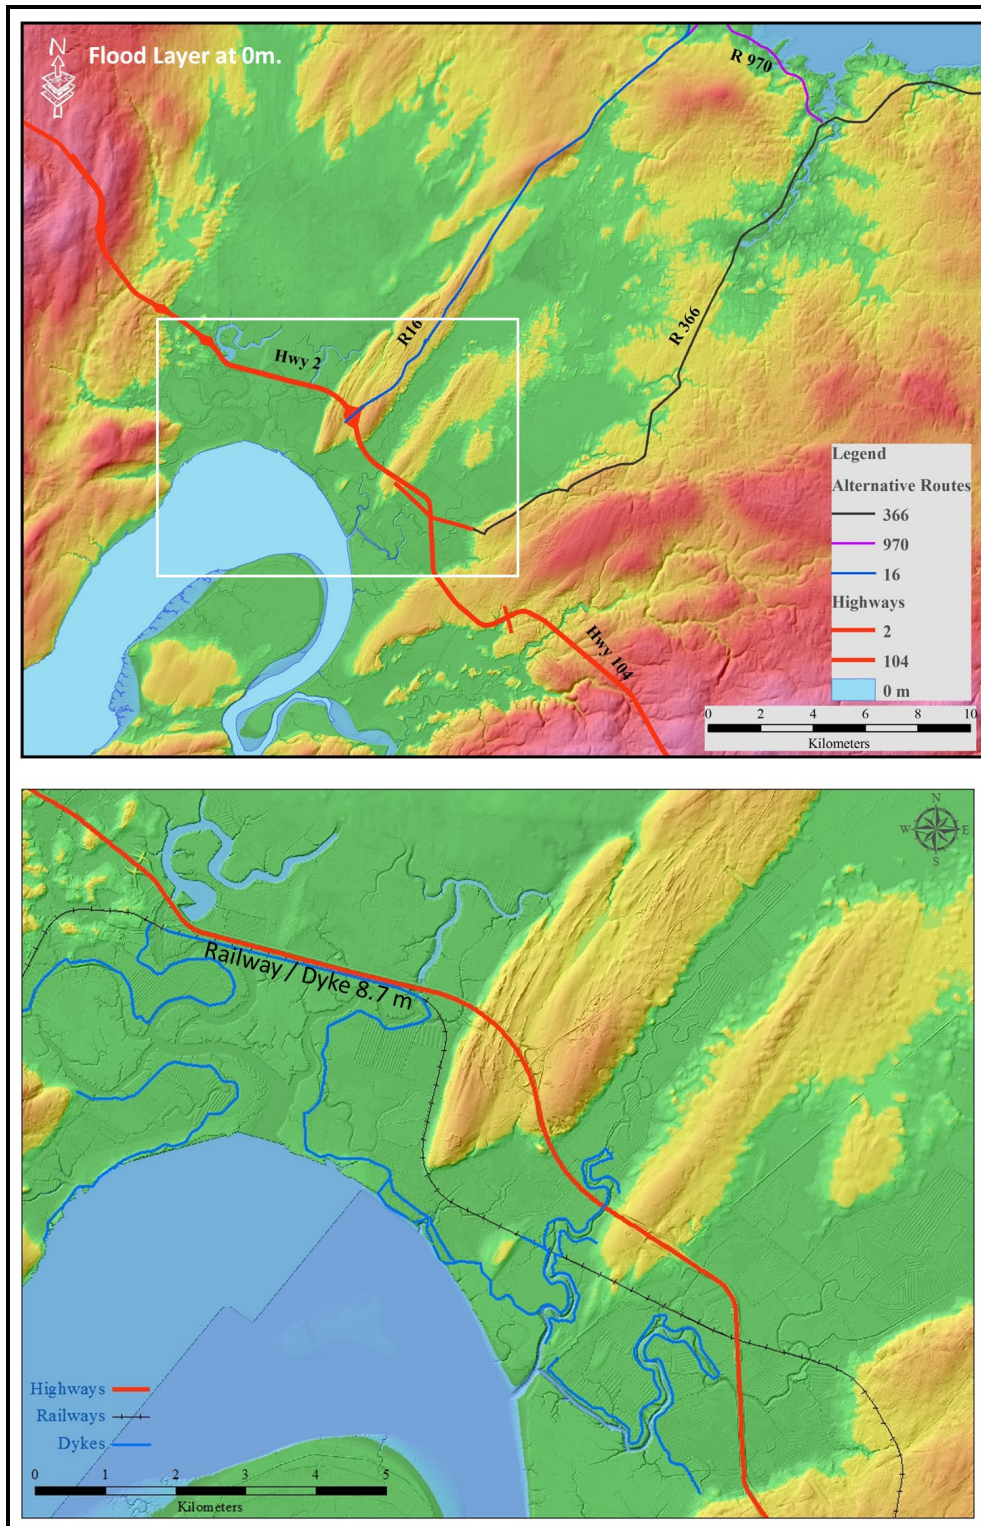 N
Flood Layer at 0m.
R 970
R16
Hwy 2
R 366
Hwy 104
Legend
Alternative Routes
366
970
16
Highways
2
104
0 m
0 2 4 6 8 10
Kilometers
N
W E
S
Railway / Dyke 8.7 m
Highways
Railways
Dykes
0 1 2 3 4 5
Kilometers